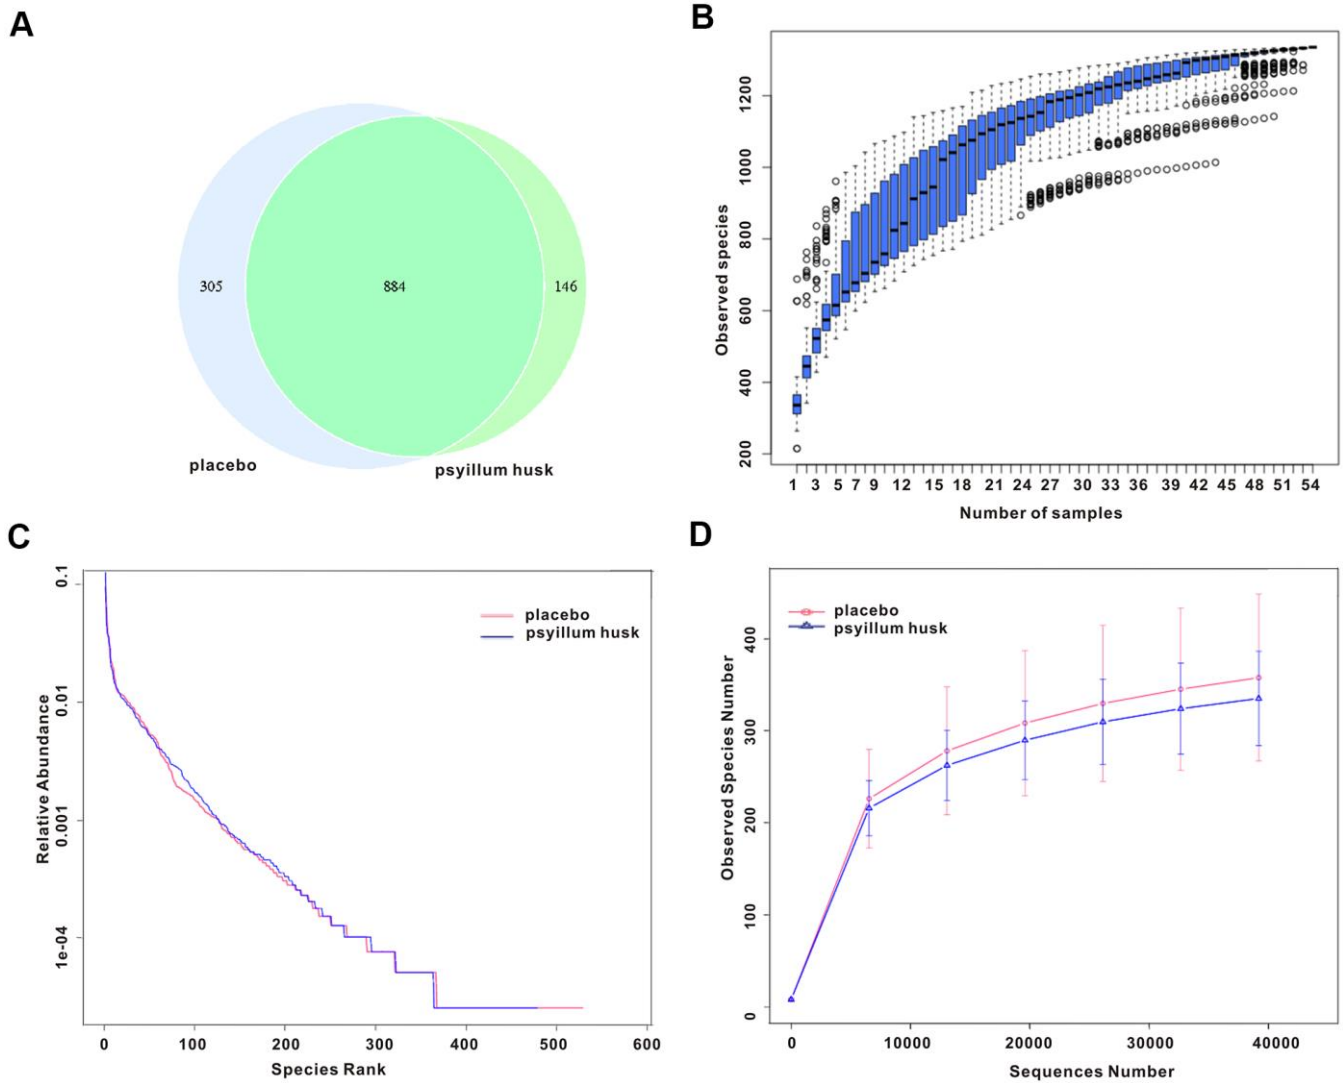 A
305
884
146
placebo
psyillum husk
B
Observed species
1200
1000
800
600
400
200
1 3 5 7 9 12 15 18 21 24 27 30 33 36 39 42 45 48 51 54
Number of samples
C
0.1
0.01
0.001
1e-04
Relative Abundance
placebo
psyillum husk
0 100 200 300 400 500 600
Species Rank
D
placebo
psyillum husk
Observed Species Number
400
300
200
100
0
0 10000 20000 30000 40000
Sequences Number